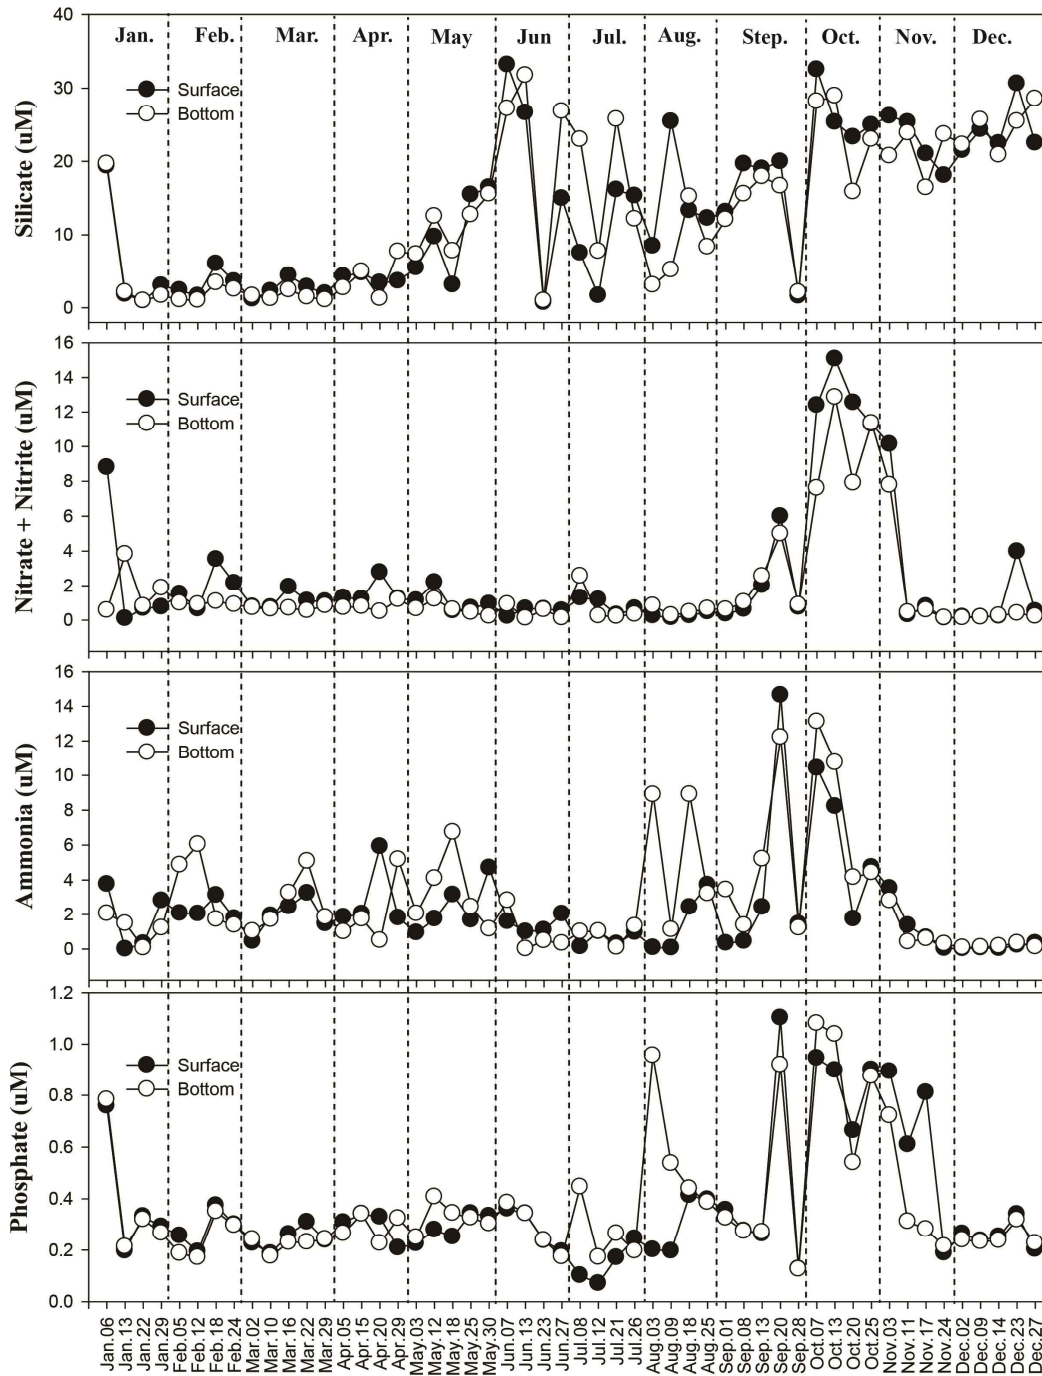 Jan. Feb. Mar. Apr. May Jun Jul. Aug. Step. Oct. Nov. Dec.
Silicate (uM)
40
30
20
10
0
Surface
Bottom
Nitrate + Nitrite (uM)
16
14
12
10
8
6
4
2
0
Surface
Bottom
Ammonia (uM)
16
14
12
10
8
6
4
2
0
Surface
Bottom
Phosphate (uM)
1.2
1.0
0.8
0.6
0.4
0.2
0.0
Surface
Bottom
Jan.06
Jan.13
Jan.22
Jan.29
Feb.05
Feb.12
Feb.18
Feb.24
Mar.02
Mar.10
Mar.16
Mar.22
Mar.29
Apr.05
Apr.15
Apr.20
Apr.29
May.03
May.12
May.18
May.25
May.30
Jun.07
Jun.13
Jun.23
Jun.27
Jul.08
Jul.12
Jul.21
Jul.26
Aug.03
Aug.09
Aug.18
Aug.25
Sep.01
Sep.08
Sep.13
Sep.20
Sep.28
Oct.07
Oct.13
Oct.20
Oct.25
Nov.03
Nov.11
Nov.17
Nov.24
Dec.02
Dec.09
Dec.14
Dec.23
Dec.27